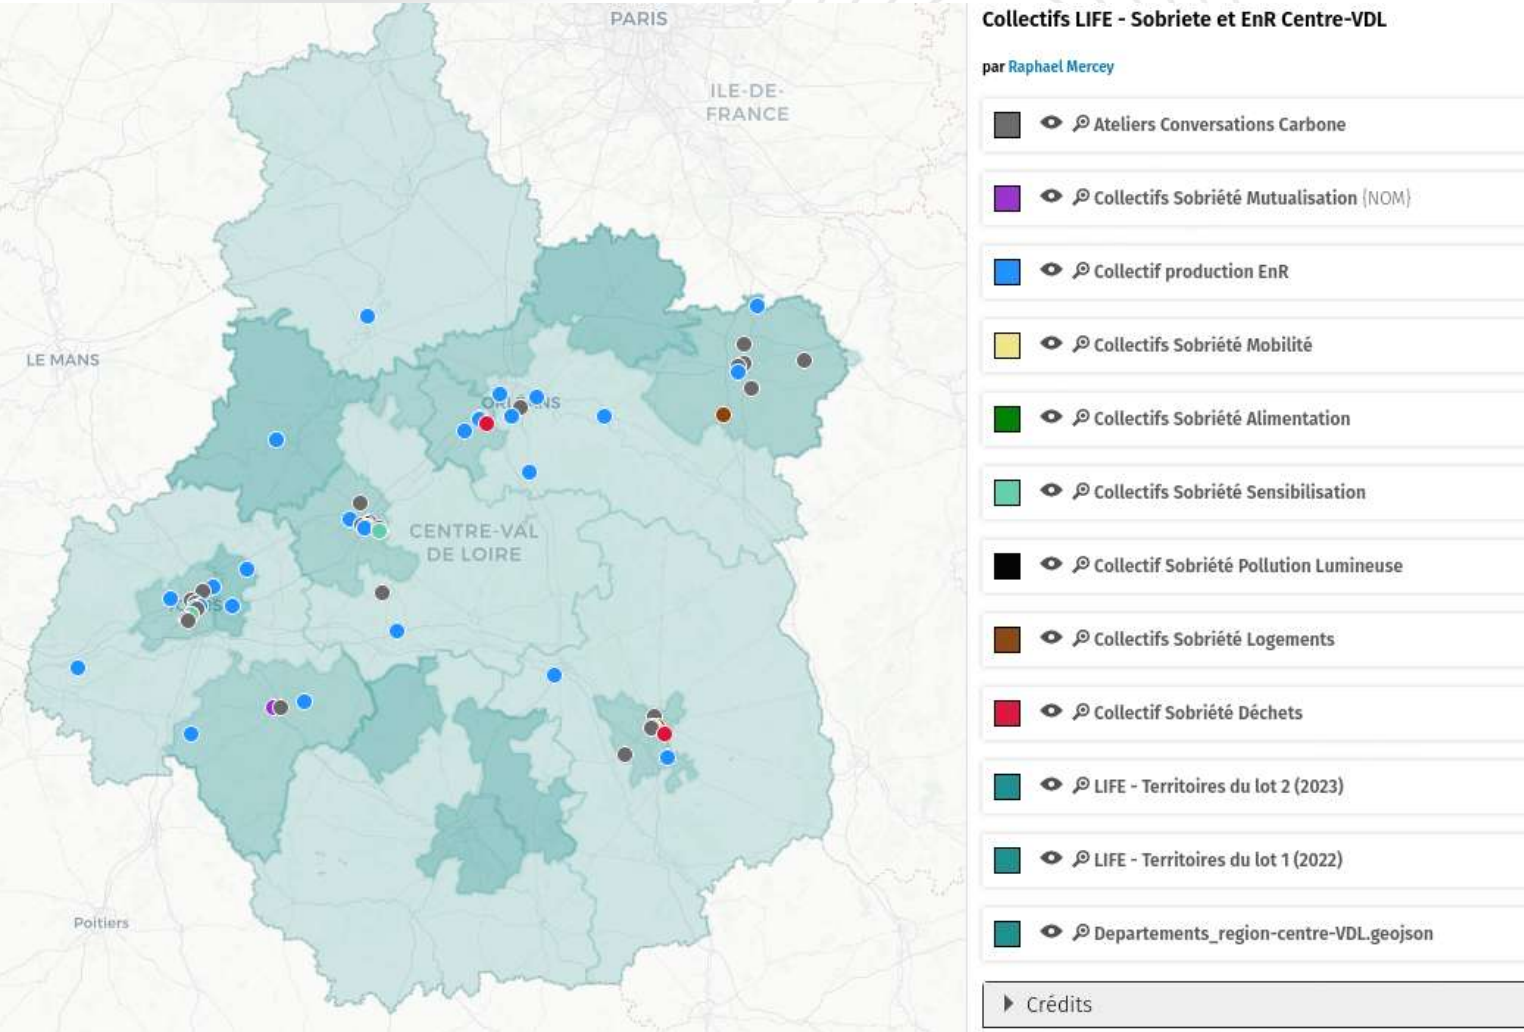 PARIS
ILE-DE-
FRANCE
LE MANS
ORLÉANS
CENTRE-VAL
DE LOIRE
Poitiers
Collectifs LIFE - Sobriete et EnR Centre-VDL
par Raphael Mercey
Ateliers Conversations Carbone
Collectifs Sobriété Mutualisation (NOM)
Collectif production EnR
Collectifs Sobriété Mobilité
Collectifs Sobriété Alimentation
Collectifs Sobriété Sensibilisation
Collectif Sobriété Pollution Lumineuse
Collectifs Sobriété Logements
Collectif Sobriété Déchets
LIFE - Territoires du lot 2 (2023)
LIFE - Territoires du lot 1 (2022)
Departements_region-centre-VDL.geojson
Crédits